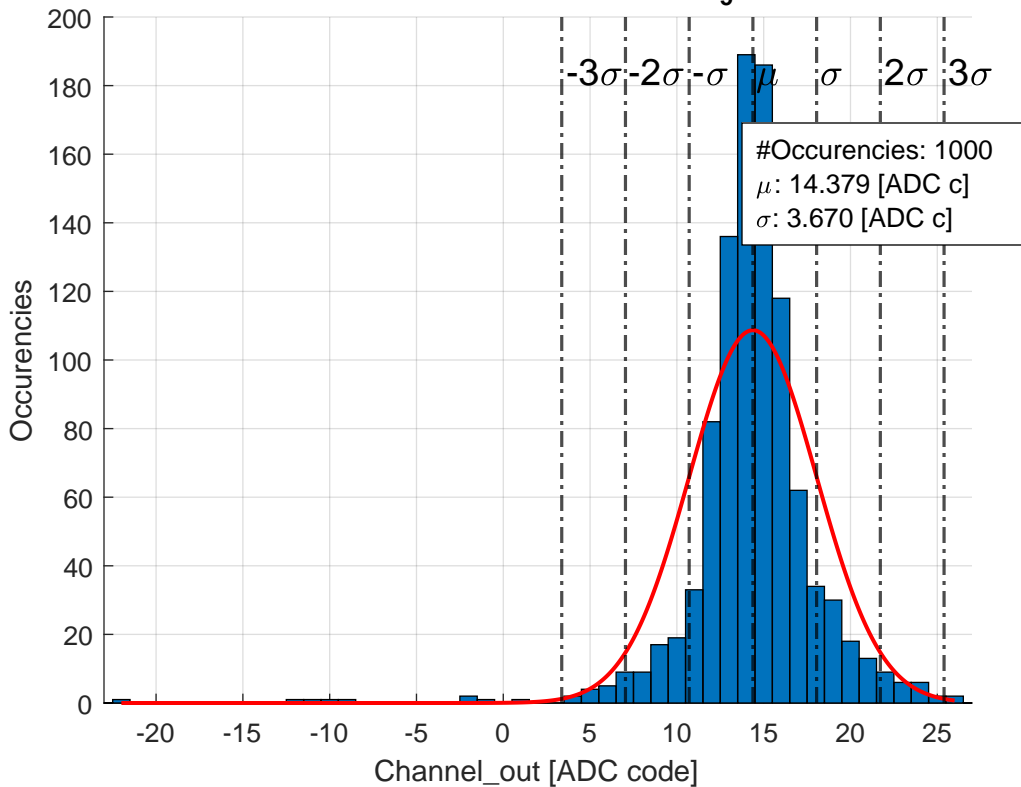 200
180
160
140
120
100
80
60
40
20
0
-3σ -2σ -σ μ σ 2σ 3σ
#Occurencies: 1000
μ: 14.379 [ADC c]
σ: 3.670 [ADC c]
Occurencies
-20 -15 -10 -5 0 5 10 15 20 25
Channel_out [ADC code]